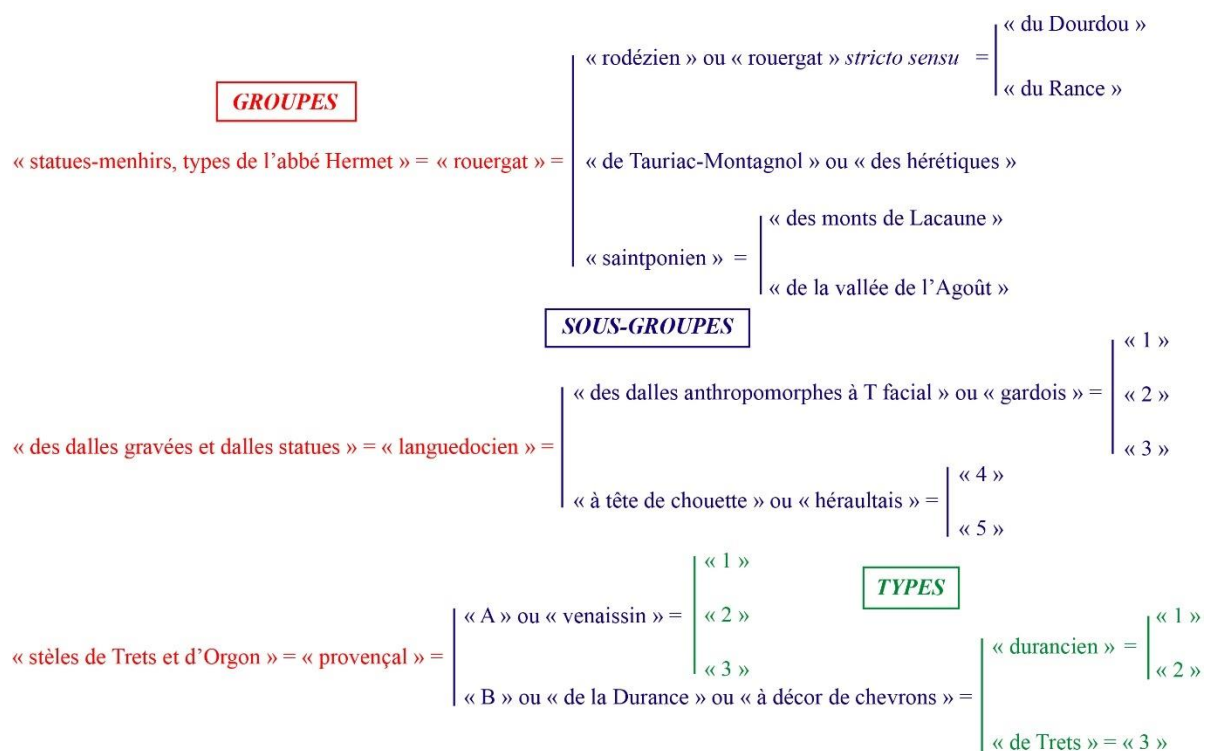 GROUPES
« statues-menhirs, types de l’abbé Hermet » = « rouergat » =
« rodézien » ou « rouergat » stricto sensu =
« du Dourdou »
« du Rance »
« de Tauriac-Montagnol » ou « des hérétiques »
« saintponien » =
« des monts de Lacaune »
« de la vallée de l’Agoût »
SOUS-GROUPES
« des dalles gravées et dalles statues » = « languedocien » =
« des dalles anthropomorphes à T facial » ou « gardois » =
« 1 »
« 2 »
« 3 »
« à tête de chouette » ou « héraultais » =
« 4 »
« 5 »
TYPES
« stèles de Trets et d’Orgon » = « provençal » =
« A » ou « venaissin » =
« 1 »
« 2 »
« 3 »
« B » ou « de la Durance » ou « à décor de chevrons » =
« durancien » =
« 1 »
« 2 »
« de Trets » = « 3 »